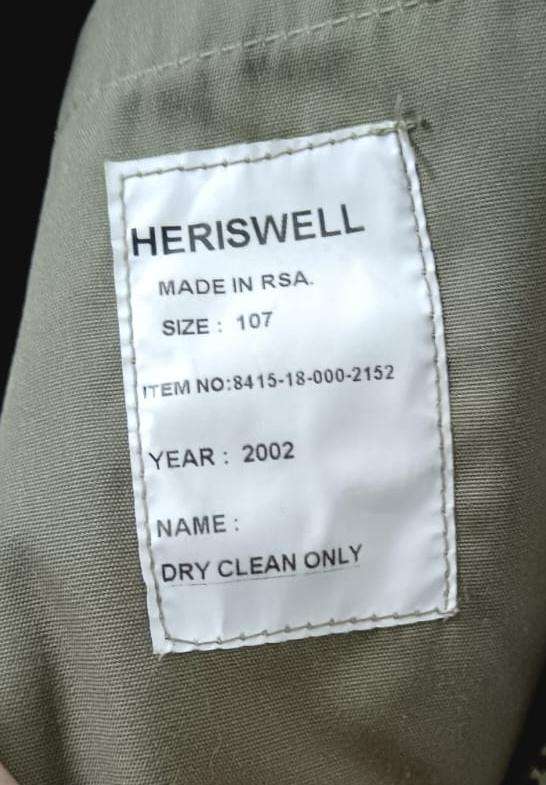 HERISWELL
MADE IN RSA.
SIZE : 107
ITEM NO:8415-18-000-2152
YEAR : 2002
NAME :
DRY CLEAN ONLY